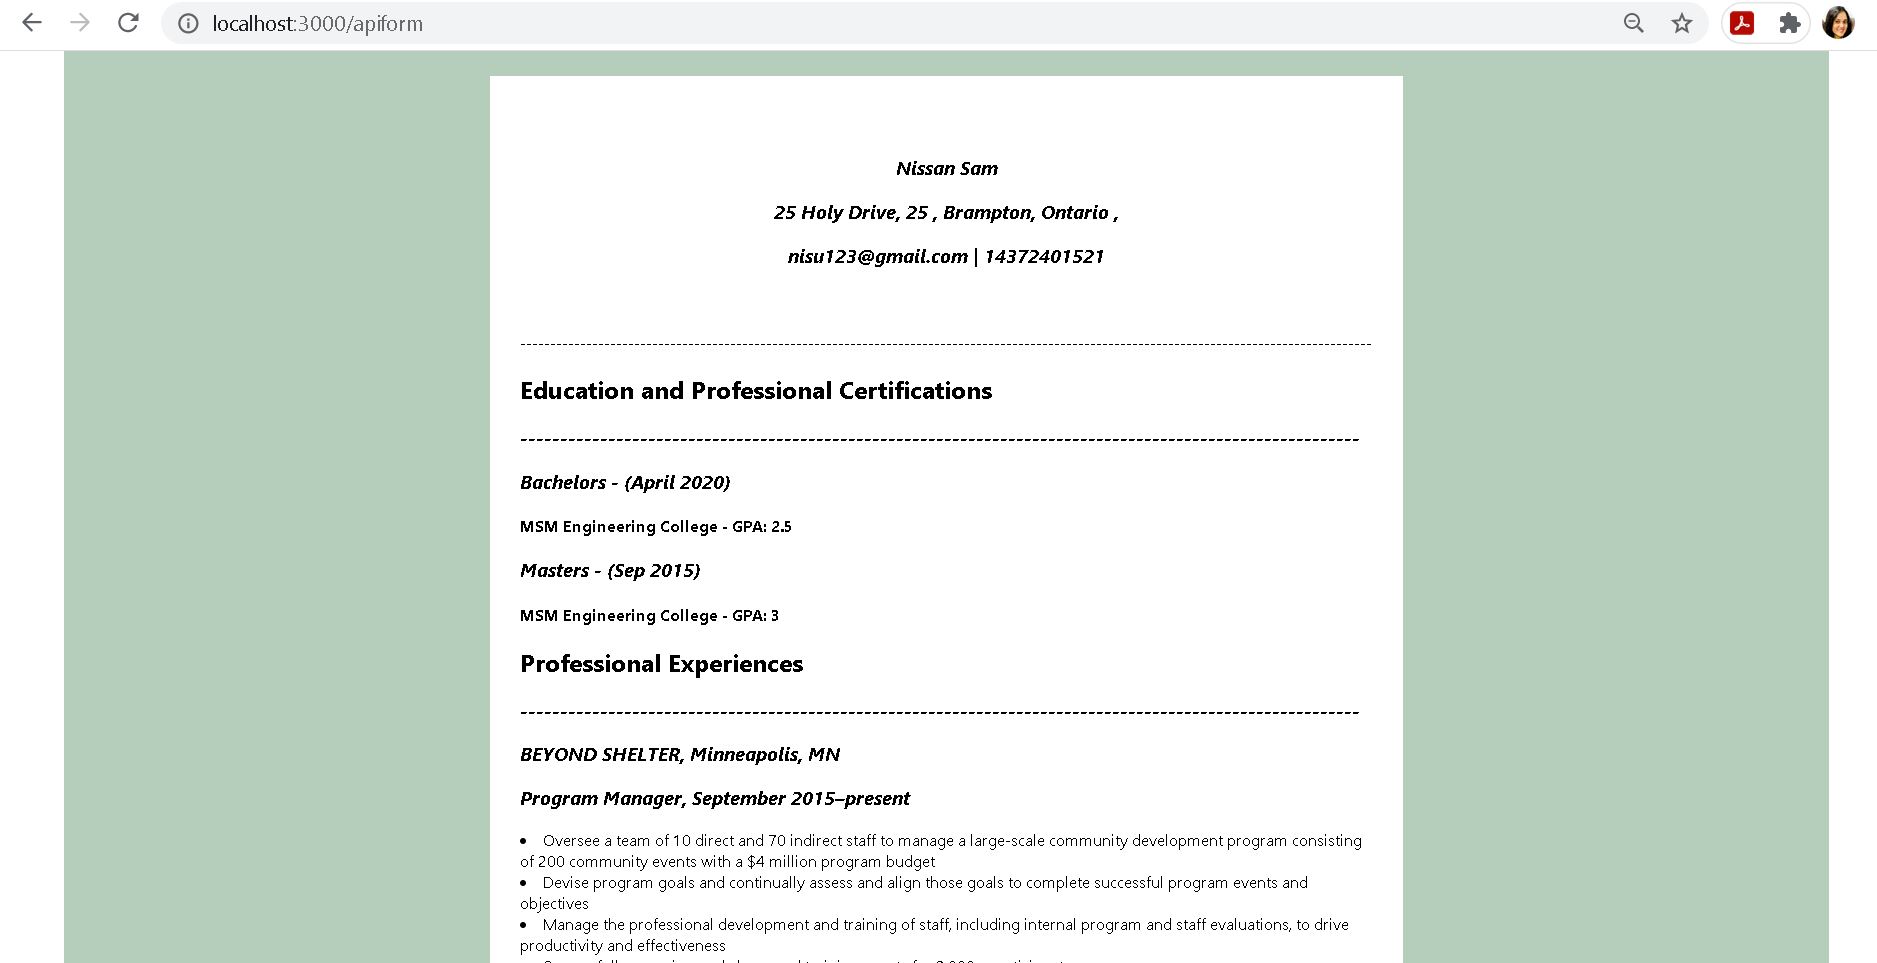 localhost:3000/apiform
Nissan Sam
25 Holy Drive, 25 , Brampton, Ontario ,
nisu123@gmail.com | 14372401521
Education and Professional Certifications
Bachelors - (April 2020)
MSM Engineering College - GPA: 2.5
Masters - (Sep 2015)
MSM Engineering College - GPA: 3
Professional Experiences
BEYOND SHELTER, Minneapolis, MN
Program Manager, September 2015–present
• Oversee a team of 10 direct and 70 indirect staff to manage a large-scale community development program consisting
of 200 community events with a $4 million program budget
• Devise program goals and continually assess and align those goals to complete successful program events and
objectives
• Manage the professional development and training of staff, including internal program and staff evaluations, to drive
productivity and effectiveness